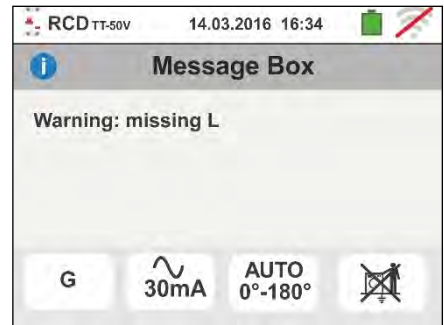 RCD TT-50V 14.03.2016 16:34
Message Box
Warning: missing L
G
30mA
AUTO
0°-180°